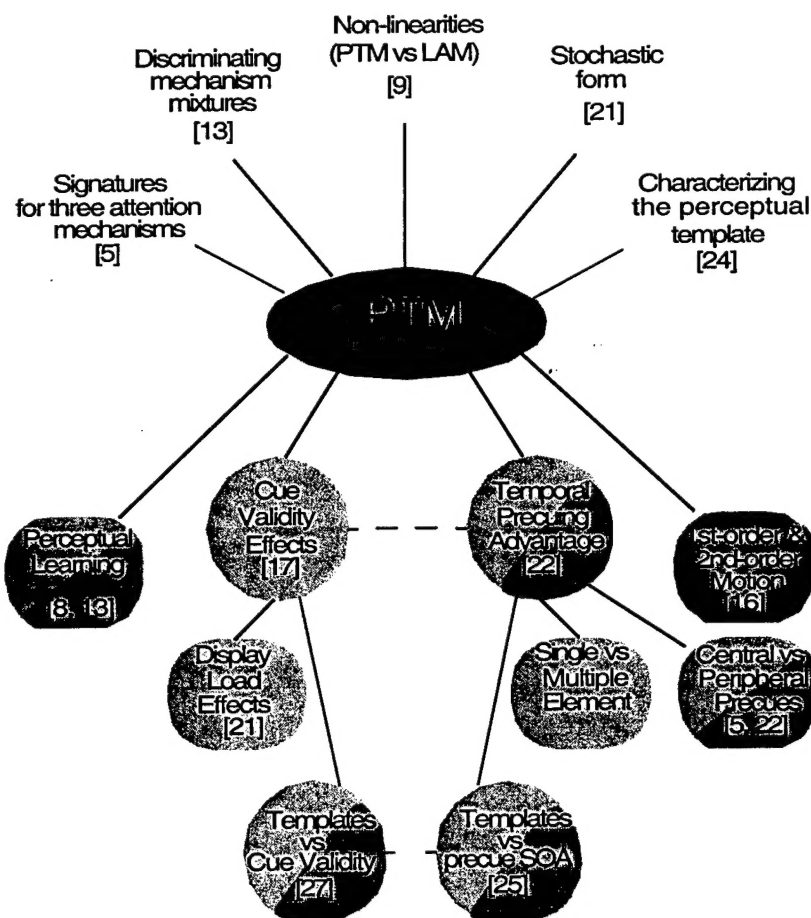 Non-linearities
(PTM vs LAM)
[9]
Discriminating
mechanism
mixtures
[13]
Stochastic
form
[21]
Signatures
for three attention
mechanisms
[5]
Characterizing
the perceptual
template
[24]
PTM
Cue
Validity
Effects
[17]
Temporal
Precuing
Advantage
[22]
Perceptual
Learning
[8, 13]
1st-order &
2nd-order
Motion
[16]
Display
Load
Effects
[21]
Single vs
Multiple
Element
Central vs
Peripheral
Precues
[5, 22]
Templates
vs
Cue Validity
[27]
Templates
vs
precue SOA
[25]